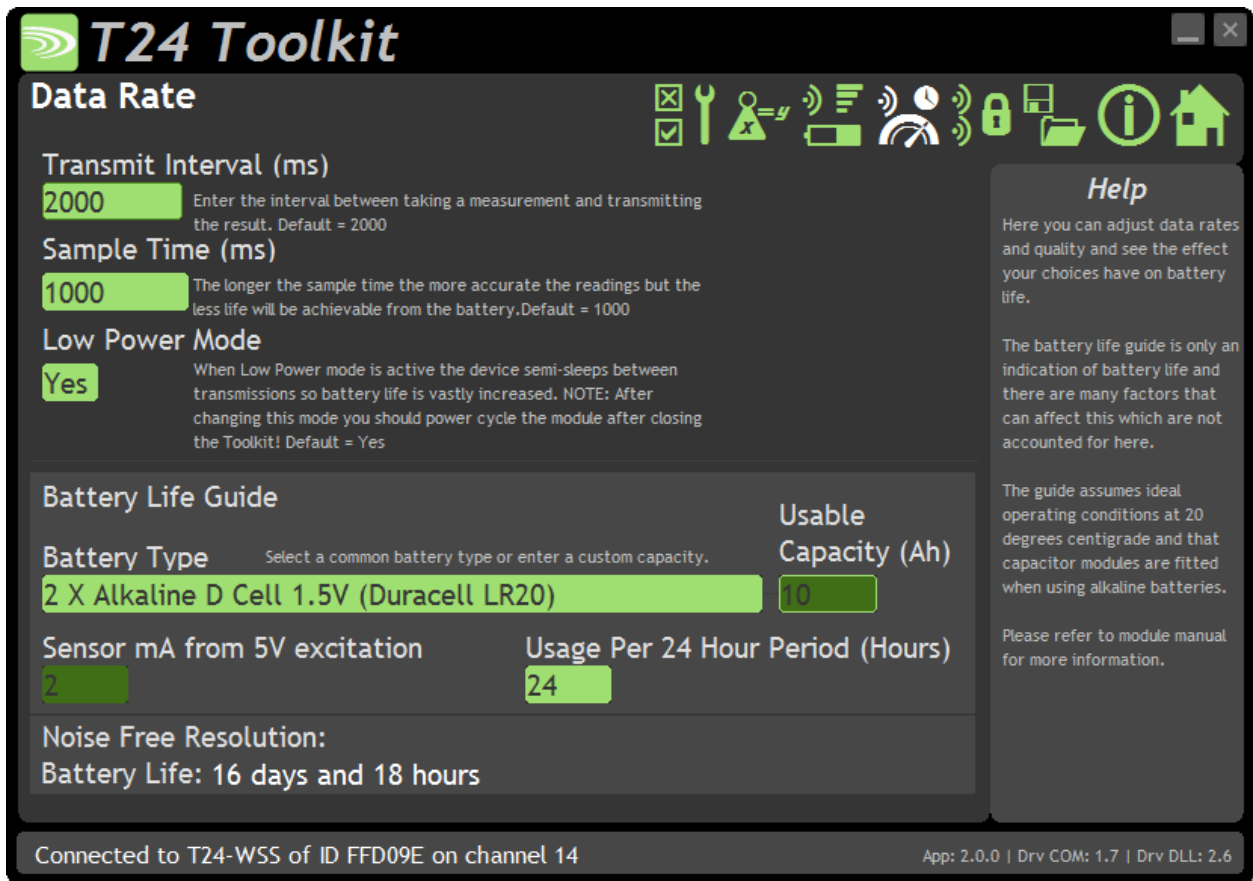 T24 Toolkit
Data Rate
Transmit Interval (ms)
2000
Enter the interval between taking a measurement and transmitting
the result. Default = 2000
Sample Time (ms)
1000
The longer the sample time the more accurate the readings but the
less life will be achievable from the battery.Default = 1000
Low Power Mode
Yes
When Low Power mode is active the device semi-sleeps between
transmissions so battery life is vastly increased. NOTE: After
changing this mode you should power cycle the module after closing
the Toolkit! Default = Yes
Battery Life Guide
Battery Type
Select a common battery type or enter a custom capacity.
Usable
Capacity (Ah)
2 X Alkaline D Cell 1.5V (Duracell LR20)
10
Sensor mA from 5V excitation
2
Usage Per 24 Hour Period (Hours)
24
Noise Free Resolution:
Battery Life: 16 days and 18 hours
x=y
Help
Here you can adjust data rates
and quality and see the effect
your choices have on battery
life.
The battery life guide is only an
indication of battery life and
there are many factors that
can affect this which are not
accounted for here.
The guide assumes ideal
operating conditions at 20
degrees centigrade and that
capacitor modules are fitted
when using alkaline batteries.
Please refer to module manual
for more information.
Connected to T24-WSS of ID FFD09E on channel 14
App: 2.0.0 | Drv COM: 1.7 | Drv DLL: 2.6